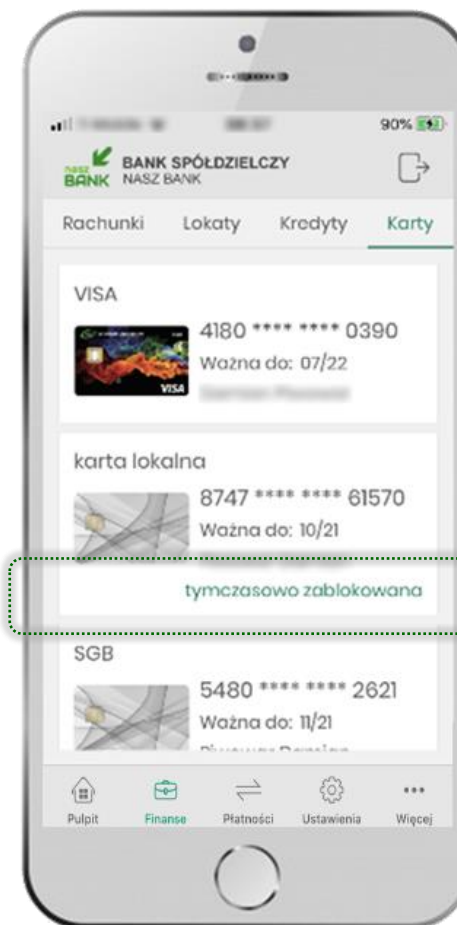 90%
nasz BANK
BANK SPÓŁDZIELCZY
NASZ BANK
Rachunki Lokaty Kredyty Karty
VISA
4180 **** **** 0390
Ważna do: 07/22
VISA
karta lokalna
8747 **** **** 61570
Ważna do: 10/21
tymczasowo zablokowana
SGB
5480 **** **** 2621
Ważna do: 11/21
Pulpit Finanse Płatności Ustawienia Więcej